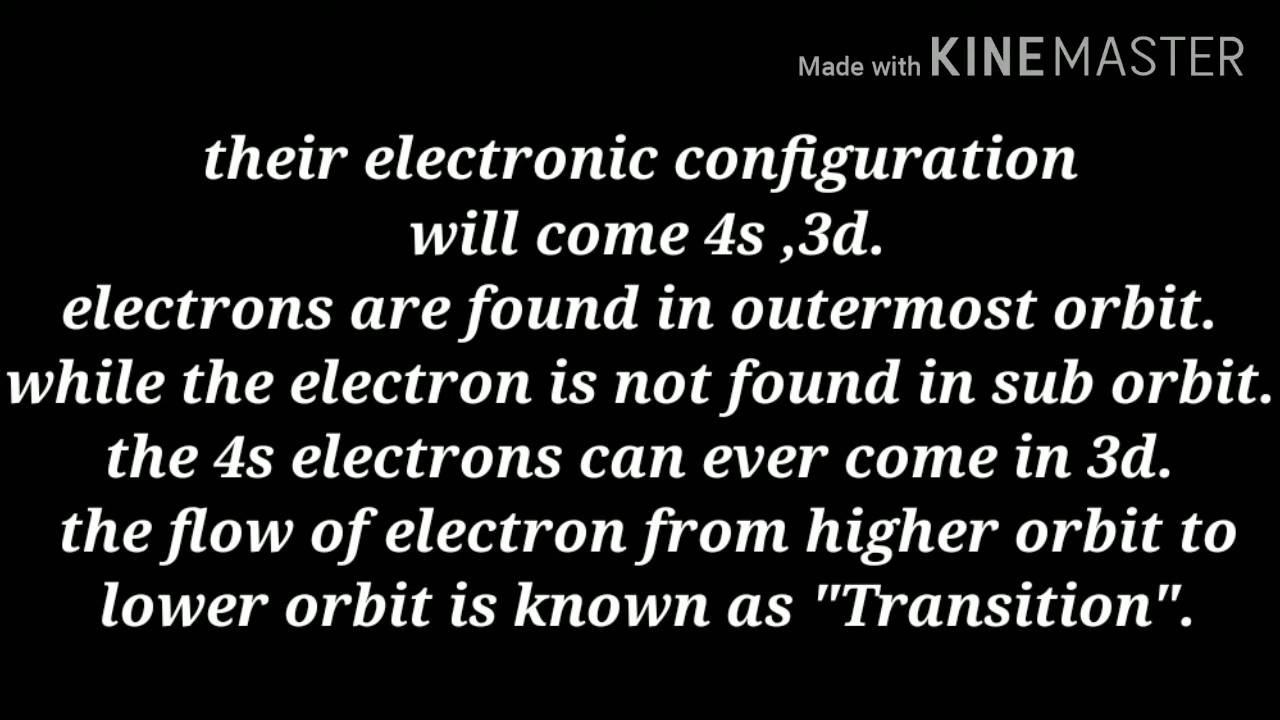 Made with KINEMASTER
their electronic configuration
will come 4s ,3d.
electrons are found in outermost orbit.
while the electron is not found in sub orbit.
the 4s electrons can ever come in 3d.
the flow of electron from higher orbit to
lower orbit is known as "Transition".